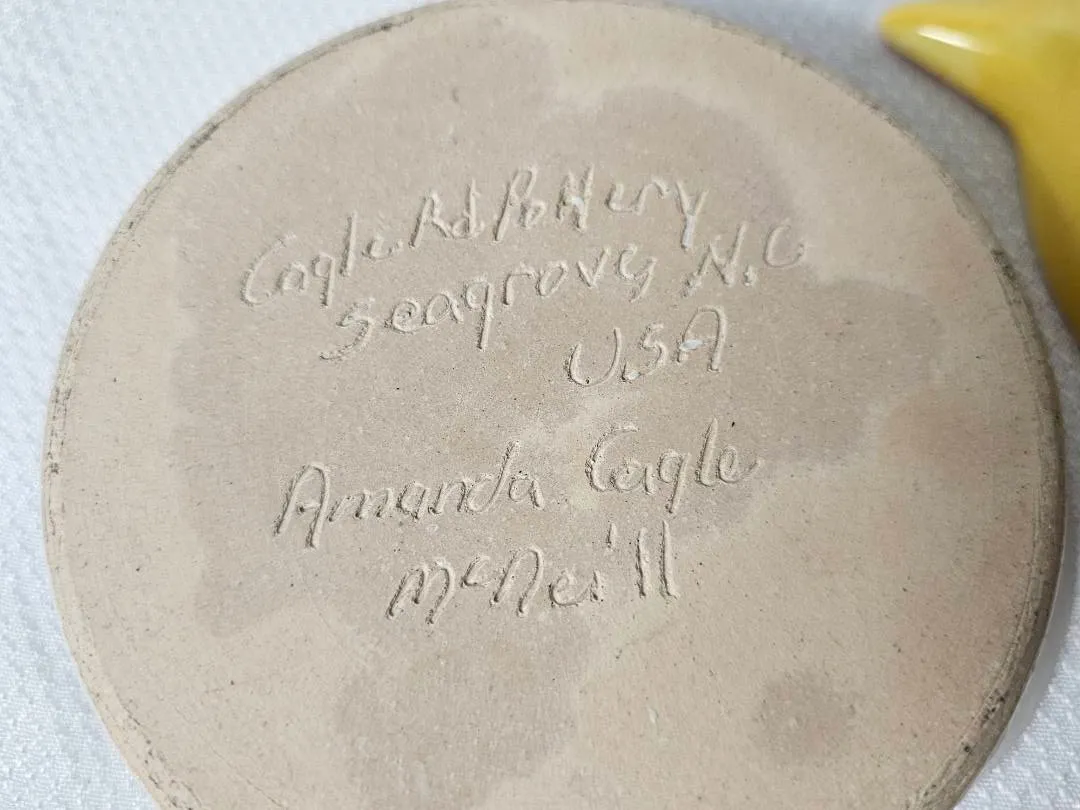 Cagle Rd Pottery
Seagrove N.C
USA
Amanda Cagle
McNeill